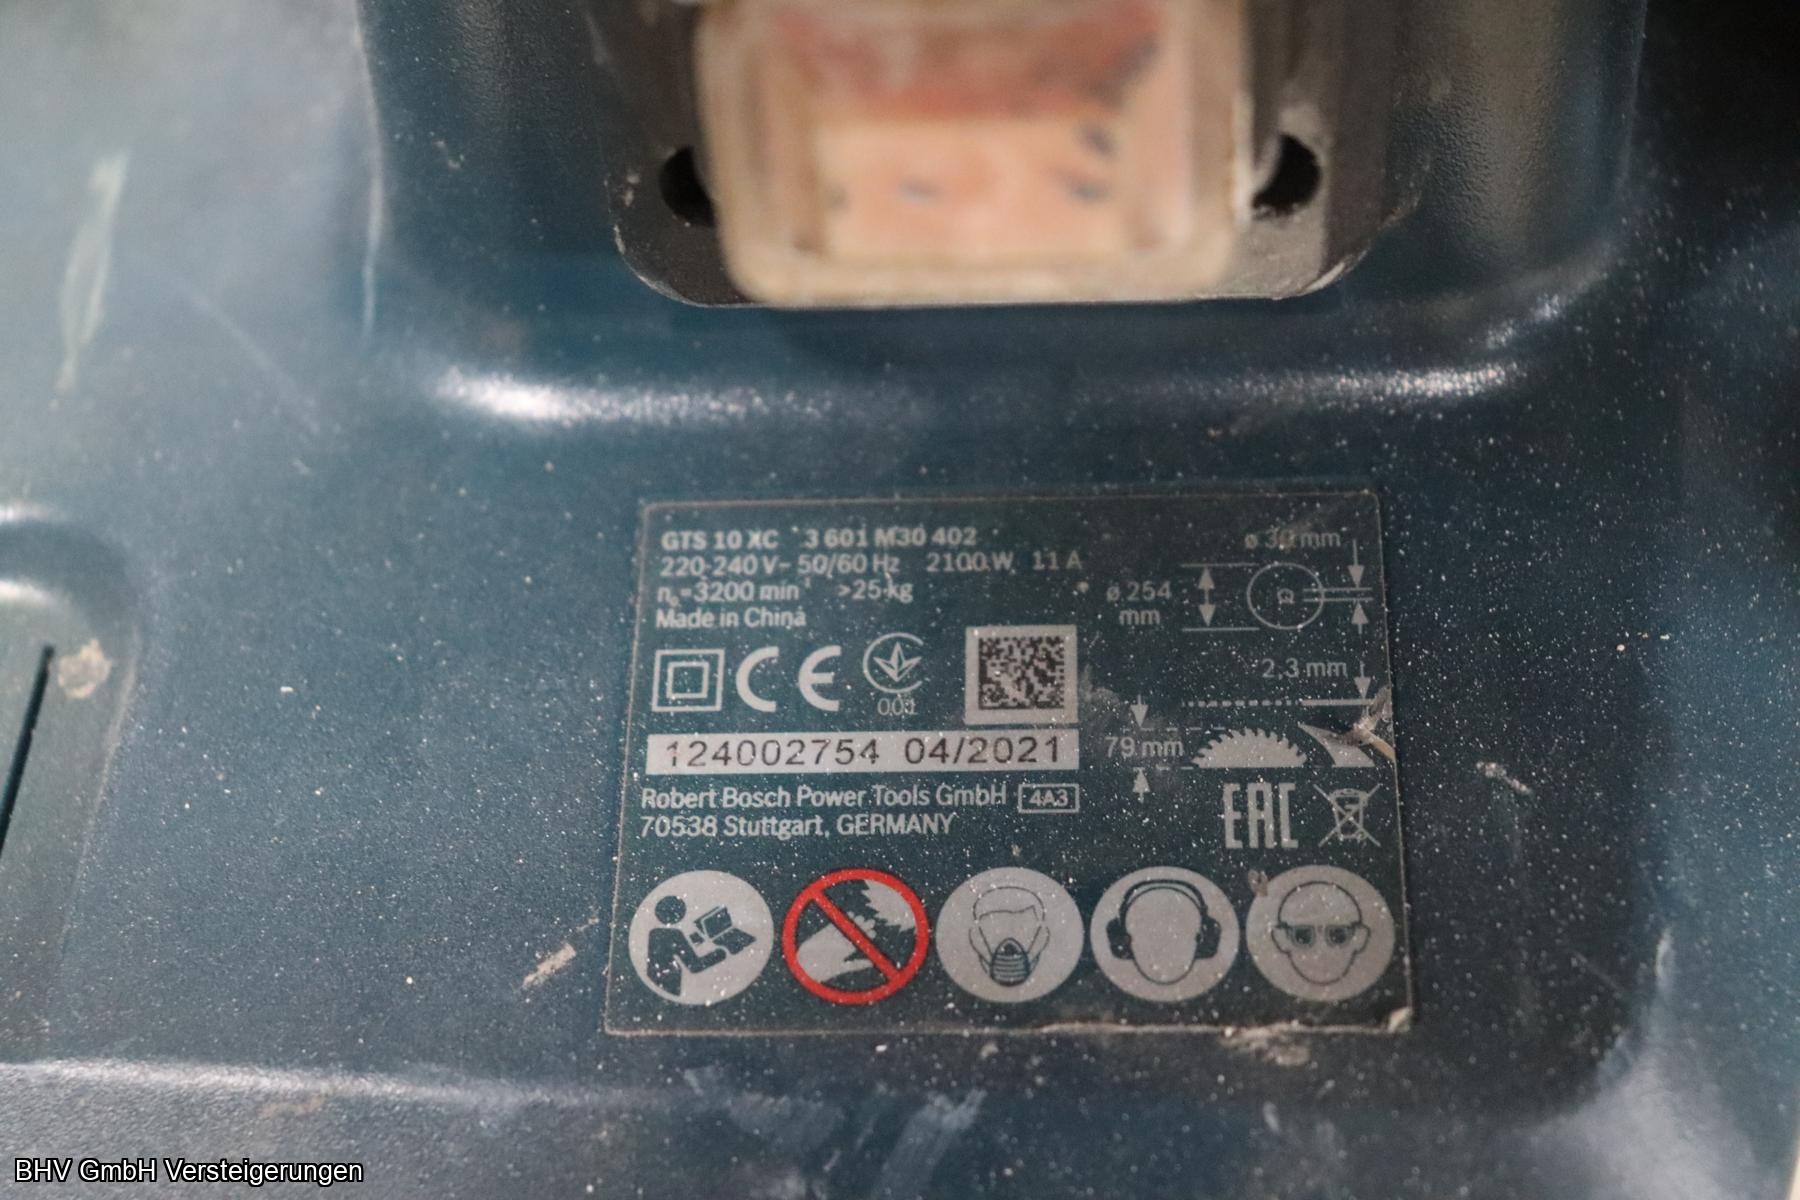 GTS 10 XC 3 601 M30 402
220-240 V~ 50/60 Hz 2100 W 11 A
n₀=3200 min⁻¹ >25 kg
Made in China
ø 30 mm
ø 254
mm
2,3 mm
79 mm
CE
001
124002754 04/2021
Robert Bosch Power Tools GmbH 4A3
70538 Stuttgart, GERMANY
EAC
BHV GmbH Versteigerungen